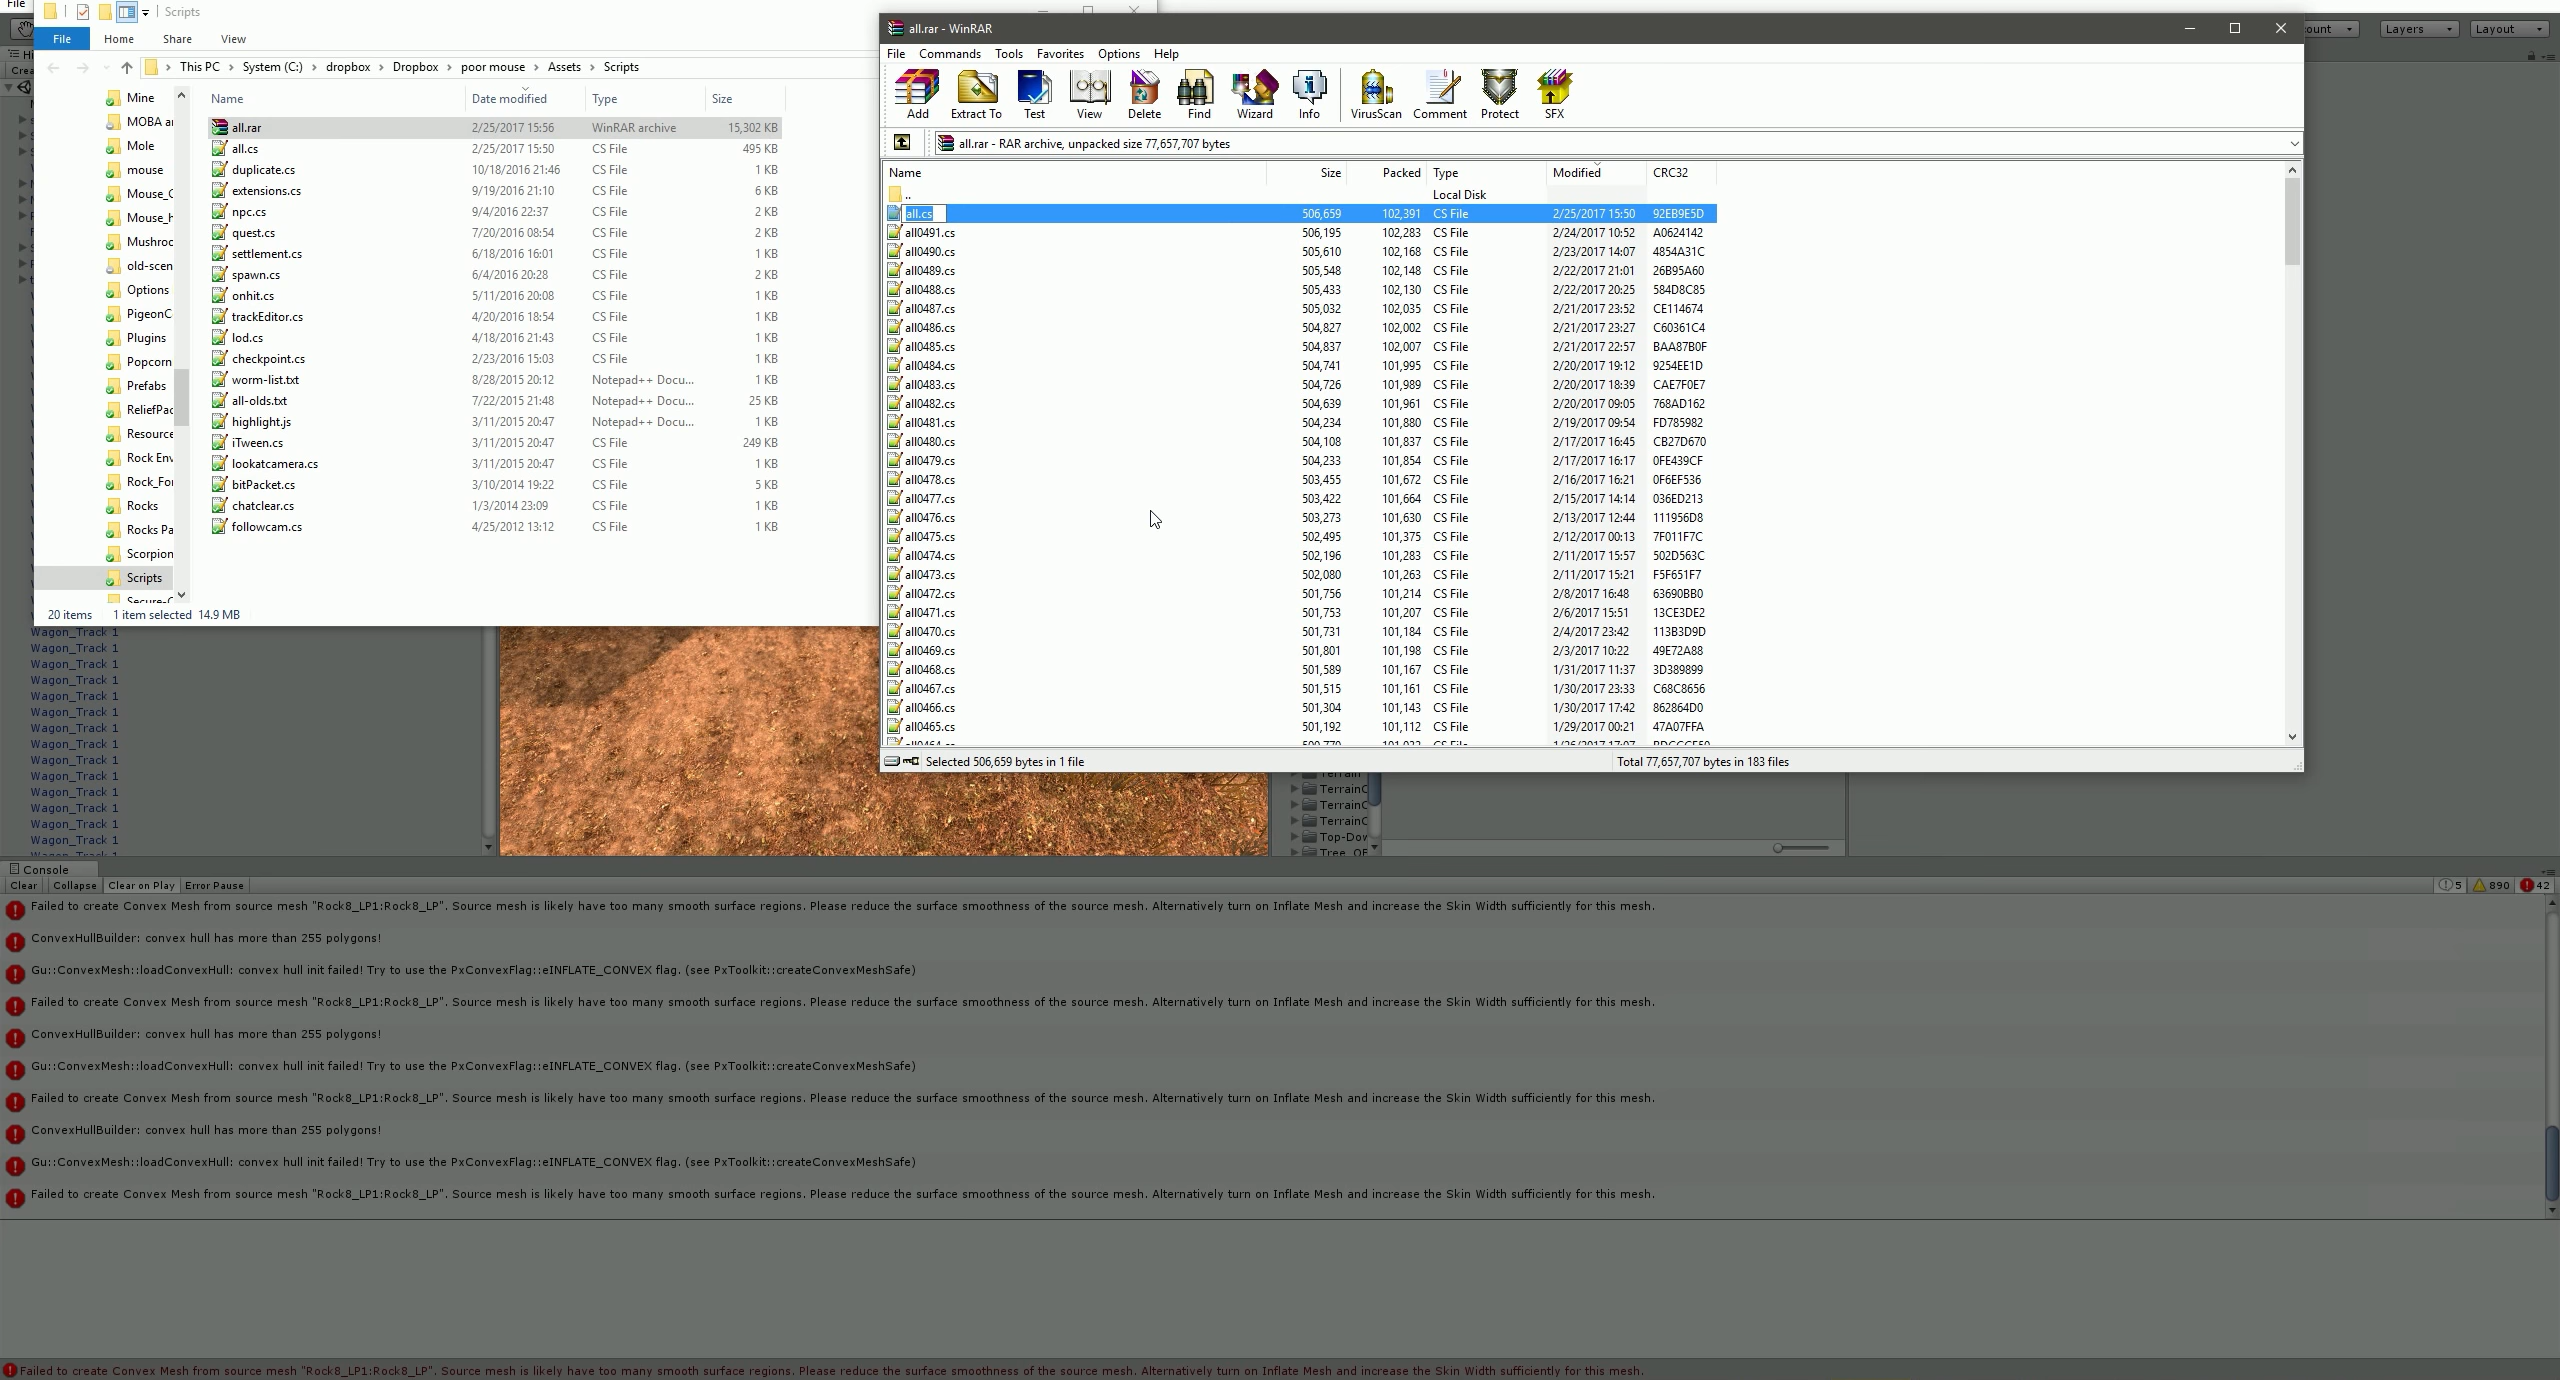 File
Scripts
File Home Share View
This PC > System (C:) > dropbox > Dropbox > poor mouse > Assets > Scripts
Name Date modified Type Size
all.rar 2/25/2017 15:56 WinRAR archive 15,302 KB
all.cs 2/25/2017 15:50 CS File 495 KB
duplicate.cs 10/18/2016 21:46 CS File 1 KB
extensions.cs 9/19/2016 21:10 CS File 6 KB
npc.cs 9/4/2016 22:37 CS File 2 KB
quest.cs 7/20/2016 08:54 CS File 2 KB
settlement.cs 6/18/2016 16:01 CS File 1 KB
spawn.cs 6/4/2016 20:28 CS File 2 KB
onhit.cs 5/11/2016 20:08 CS File 1 KB
trackEditor.cs 4/20/2016 18:54 CS File 1 KB
lod.cs 4/18/2016 21:43 CS File 1 KB
checkpoint.cs 2/23/2016 15:03 CS File 1 KB
worm-list.txt 8/28/2015 20:12 Notepad++ Docu... 1 KB
all-olds.txt 7/22/2015 21:48 Notepad++ Docu... 25 KB
highlight.js 3/11/2015 20:47 Notepad++ Docu... 1 KB
iTween.cs 3/11/2015 20:47 CS File 249 KB
lookatcamera.cs 3/11/2015 20:47 CS File 1 KB
bitPacket.cs 3/10/2014 19:22 CS File 5 KB
chatclear.cs 1/3/2014 23:09 CS File 1 KB
followcam.cs 4/25/2012 13:12 CS File 1 KB
Mine
MOBA ar
Mole
mouse
Mouse_C
Mouse_h
Mushroo
old-scen
Options
PigeonC
Plugins
Popcorn
Prefabs
ReliefPac
Resource
Rock Env
Rock_For
Rocks
Rocks Pa
Scorpion
Scripts
Secure-C
20 items 1 item selected 14.9 MB
all.rar - WinRAR
File Commands Tools Favorites Options Help
Add Extract To Test View Delete Find Wizard Info VirusScan Comment Protect SFX
all.rar - RAR archive, unpacked size 77,657,707 bytes
Name Size Packed Type Modified CRC32
.. Local Disk
all.cs 506,659 102,391 CS File 2/25/2017 15:50 92EB9E5D
all0491.cs 506,195 102,283 CS File 2/24/2017 10:52 A0624142
all0490.cs 505,610 102,168 CS File 2/23/2017 14:07 4854A31C
all0489.cs 505,548 102,148 CS File 2/22/2017 21:01 26B95A60
all0488.cs 505,433 102,130 CS File 2/22/2017 20:25 584D8C85
all0487.cs 505,032 102,035 CS File 2/21/2017 23:52 CE114674
all0486.cs 504,827 102,002 CS File 2/21/2017 23:27 C60361C4
all0485.cs 504,837 102,007 CS File 2/21/2017 22:57 BAA87B0F
all0484.cs 504,741 101,995 CS File 2/20/2017 19:12 9254EE1D
all0483.cs 504,726 101,989 CS File 2/20/2017 18:39 CAE7F0E7
all0482.cs 504,639 101,961 CS File 2/20/2017 09:05 768AD162
all0481.cs 504,234 101,880 CS File 2/19/2017 09:54 FD785982
all0480.cs 504,108 101,837 CS File 2/17/2017 16:45 CB27D670
all0479.cs 504,233 101,854 CS File 2/17/2017 16:17 0FE439CF
all0478.cs 503,455 101,672 CS File 2/16/2017 16:21 0F6EF536
all0477.cs 503,422 101,664 CS File 2/15/2017 14:14 036ED213
all0476.cs 503,273 101,630 CS File 2/13/2017 12:44 111956D8
all0475.cs 502,495 101,375 CS File 2/12/2017 00:13 7F011F7C
all0474.cs 502,196 101,283 CS File 2/11/2017 15:57 502D563C
all0473.cs 502,080 101,263 CS File 2/11/2017 15:21 F5F651F7
all0472.cs 501,756 101,214 CS File 2/8/2017 16:48 63690BB0
all0471.cs 501,753 101,207 CS File 2/6/2017 15:51 13CE3DE2
all0470.cs 501,731 101,184 CS File 2/4/2017 23:42 113B3D9D
all0469.cs 501,801 101,198 CS File 2/3/2017 10:22 49E72A88
all0468.cs 501,589 101,167 CS File 1/31/2017 11:37 3D389899
all0467.cs 501,515 101,161 CS File 1/30/2017 23:33 C68C8656
all0466.cs 501,304 101,143 CS File 1/30/2017 17:42 862864D0
all0465.cs 501,192 101,112 CS File 1/29/2017 00:21 47A07FFA
Selected 506,659 bytes in 1 file Total 77,657,707 bytes in 183 files
ount Layers Layout
Wagon_Track 1
Wagon_Track 1
Wagon_Track 1
Wagon_Track 1
Wagon_Track 1
Wagon_Track 1
Wagon_Track 1
Wagon_Track 1
Wagon_Track 1
Wagon_Track 1
Wagon_Track 1
Wagon_Track 1
Wagon_Track 1
Wagon_Track 1
Terrain
TerrainC
TerrainC
TerrainC
Top-Dow
Tree_OF
Console
Clear Collapse Clear on Play Error Pause 5 890 42
Failed to create Convex Mesh from source mesh "Rock8_LP1:Rock8_LP". Source mesh is likely have too many smooth surface regions. Please reduce the surface smoothness of the source mesh. Alternatively turn on Inflate Mesh and increase the Skin Width sufficiently for this mesh.
ConvexHullBuilder: convex hull has more than 255 polygons!
Gu::ConvexMesh::loadConvexHull: convex hull init failed! Try to use the PxConvexFlag::eINFLATE_CONVEX flag. (see PxToolkit::createConvexMeshSafe)
Failed to create Convex Mesh from source mesh "Rock8_LP1:Rock8_LP". Source mesh is likely have too many smooth surface regions. Please reduce the surface smoothness of the source mesh. Alternatively turn on Inflate Mesh and increase the Skin Width sufficiently for this mesh.
ConvexHullBuilder: convex hull has more than 255 polygons!
Gu::ConvexMesh::loadConvexHull: convex hull init failed! Try to use the PxConvexFlag::eINFLATE_CONVEX flag. (see PxToolkit::createConvexMeshSafe)
Failed to create Convex Mesh from source mesh "Rock8_LP1:Rock8_LP". Source mesh is likely have too many smooth surface regions. Please reduce the surface smoothness of the source mesh. Alternatively turn on Inflate Mesh and increase the Skin Width sufficiently for this mesh.
ConvexHullBuilder: convex hull has more than 255 polygons!
Gu::ConvexMesh::loadConvexHull: convex hull init failed! Try to use the PxConvexFlag::eINFLATE_CONVEX flag. (see PxToolkit::createConvexMeshSafe)
Failed to create Convex Mesh from source mesh "Rock8_LP1:Rock8_LP". Source mesh is likely have too many smooth surface regions. Please reduce the surface smoothness of the source mesh. Alternatively turn on Inflate Mesh and increase the Skin Width sufficiently for this mesh.
Failed to create Convex Mesh from source mesh "Rock8_LP1:Rock8_LP". Source mesh is likely have too many smooth surface regions. Please reduce the surface smoothness of the source mesh. Alternatively turn on Inflate Mesh and increase the Skin Width sufficiently for this mesh.